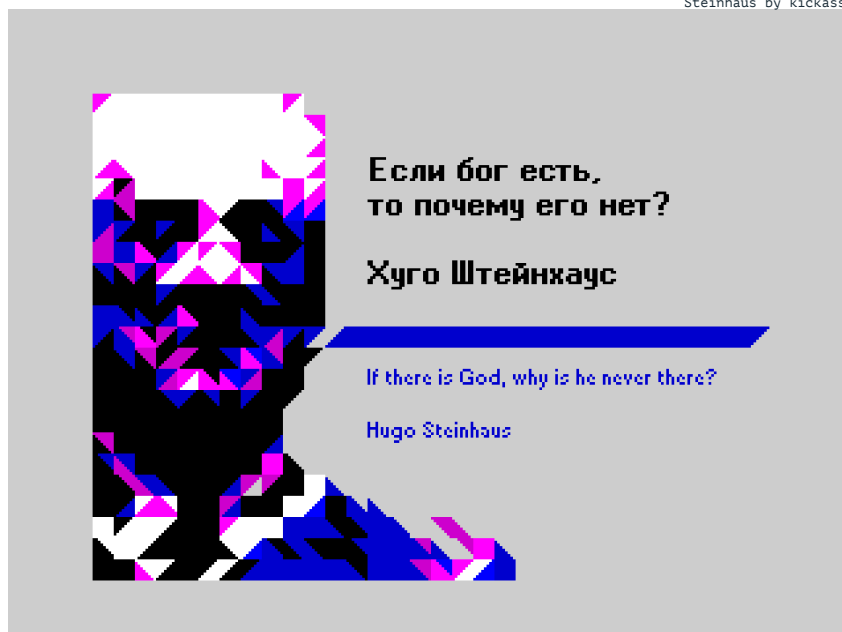 Steinhaus by kickass
Если бог есть,
то почему его нет?
Хуго Штейнхаус
If there is God, why is he never there?
Hugo Steinhaus